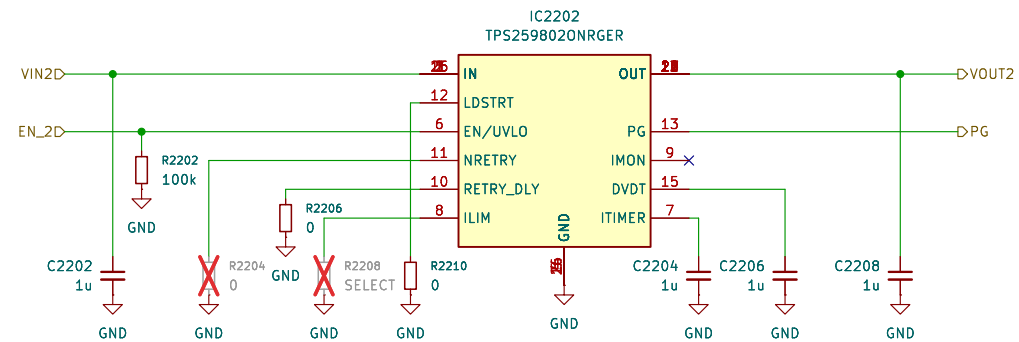 IC2202
TPS259802ONRGER
VIN2
IN
OUT
VOUT2
12
LDSTRT
EN_2
6
EN/UVLO
PG
13
PG
R2202
100k
GND
11
NRETRY
IMON
9
10
RETRY_DLY
DVDT
15
R2206
0
GND
8
ILIM
ITIMER
7
GND
C2202
1u
GND
R2204
0
GND
R2208
SELECT
GND
R2210
0
GND
GND
C2204
1u
GND
C2206
1u
GND
C2208
1u
GND